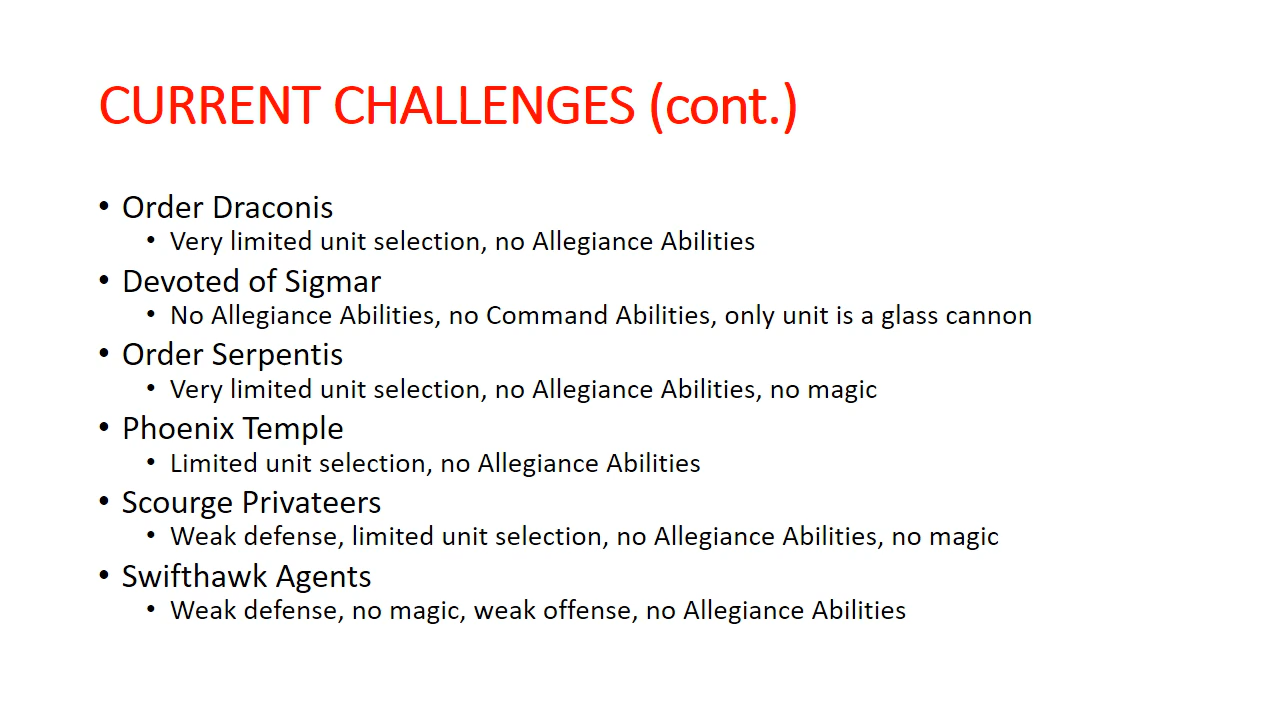 CURRENT CHALLENGES (cont.)
• Order Draconis
• Very limited unit selection, no Allegiance Abilities
• Devoted of Sigmar
• No Allegiance Abilities, no Command Abilities, only unit is a glass cannon
• Order Serpentis
• Very limited unit selection, no Allegiance Abilities, no magic
• Phoenix Temple
• Limited unit selection, no Allegiance Abilities
• Scourge Privateers
• Weak defense, limited unit selection, no Allegiance Abilities, no magic
• Swifthawk Agents
• Weak defense, no magic, weak offense, no Allegiance Abilities